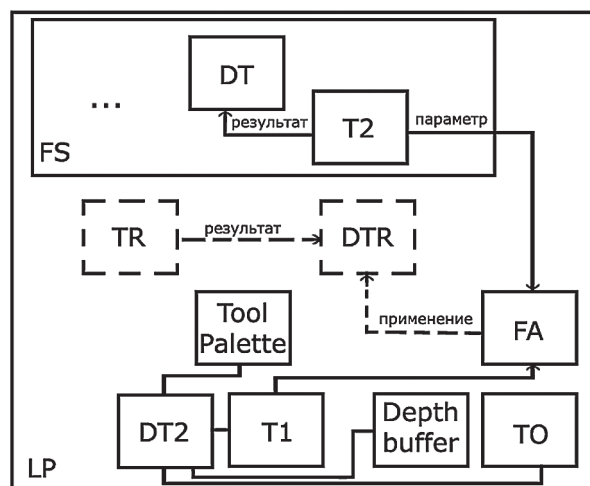 DT
...
результат
T2
параметр
FS
TR
результат
DTR
Tool
Palette
применение
FA
DT2
T1
Depth
buffer
TO
LP